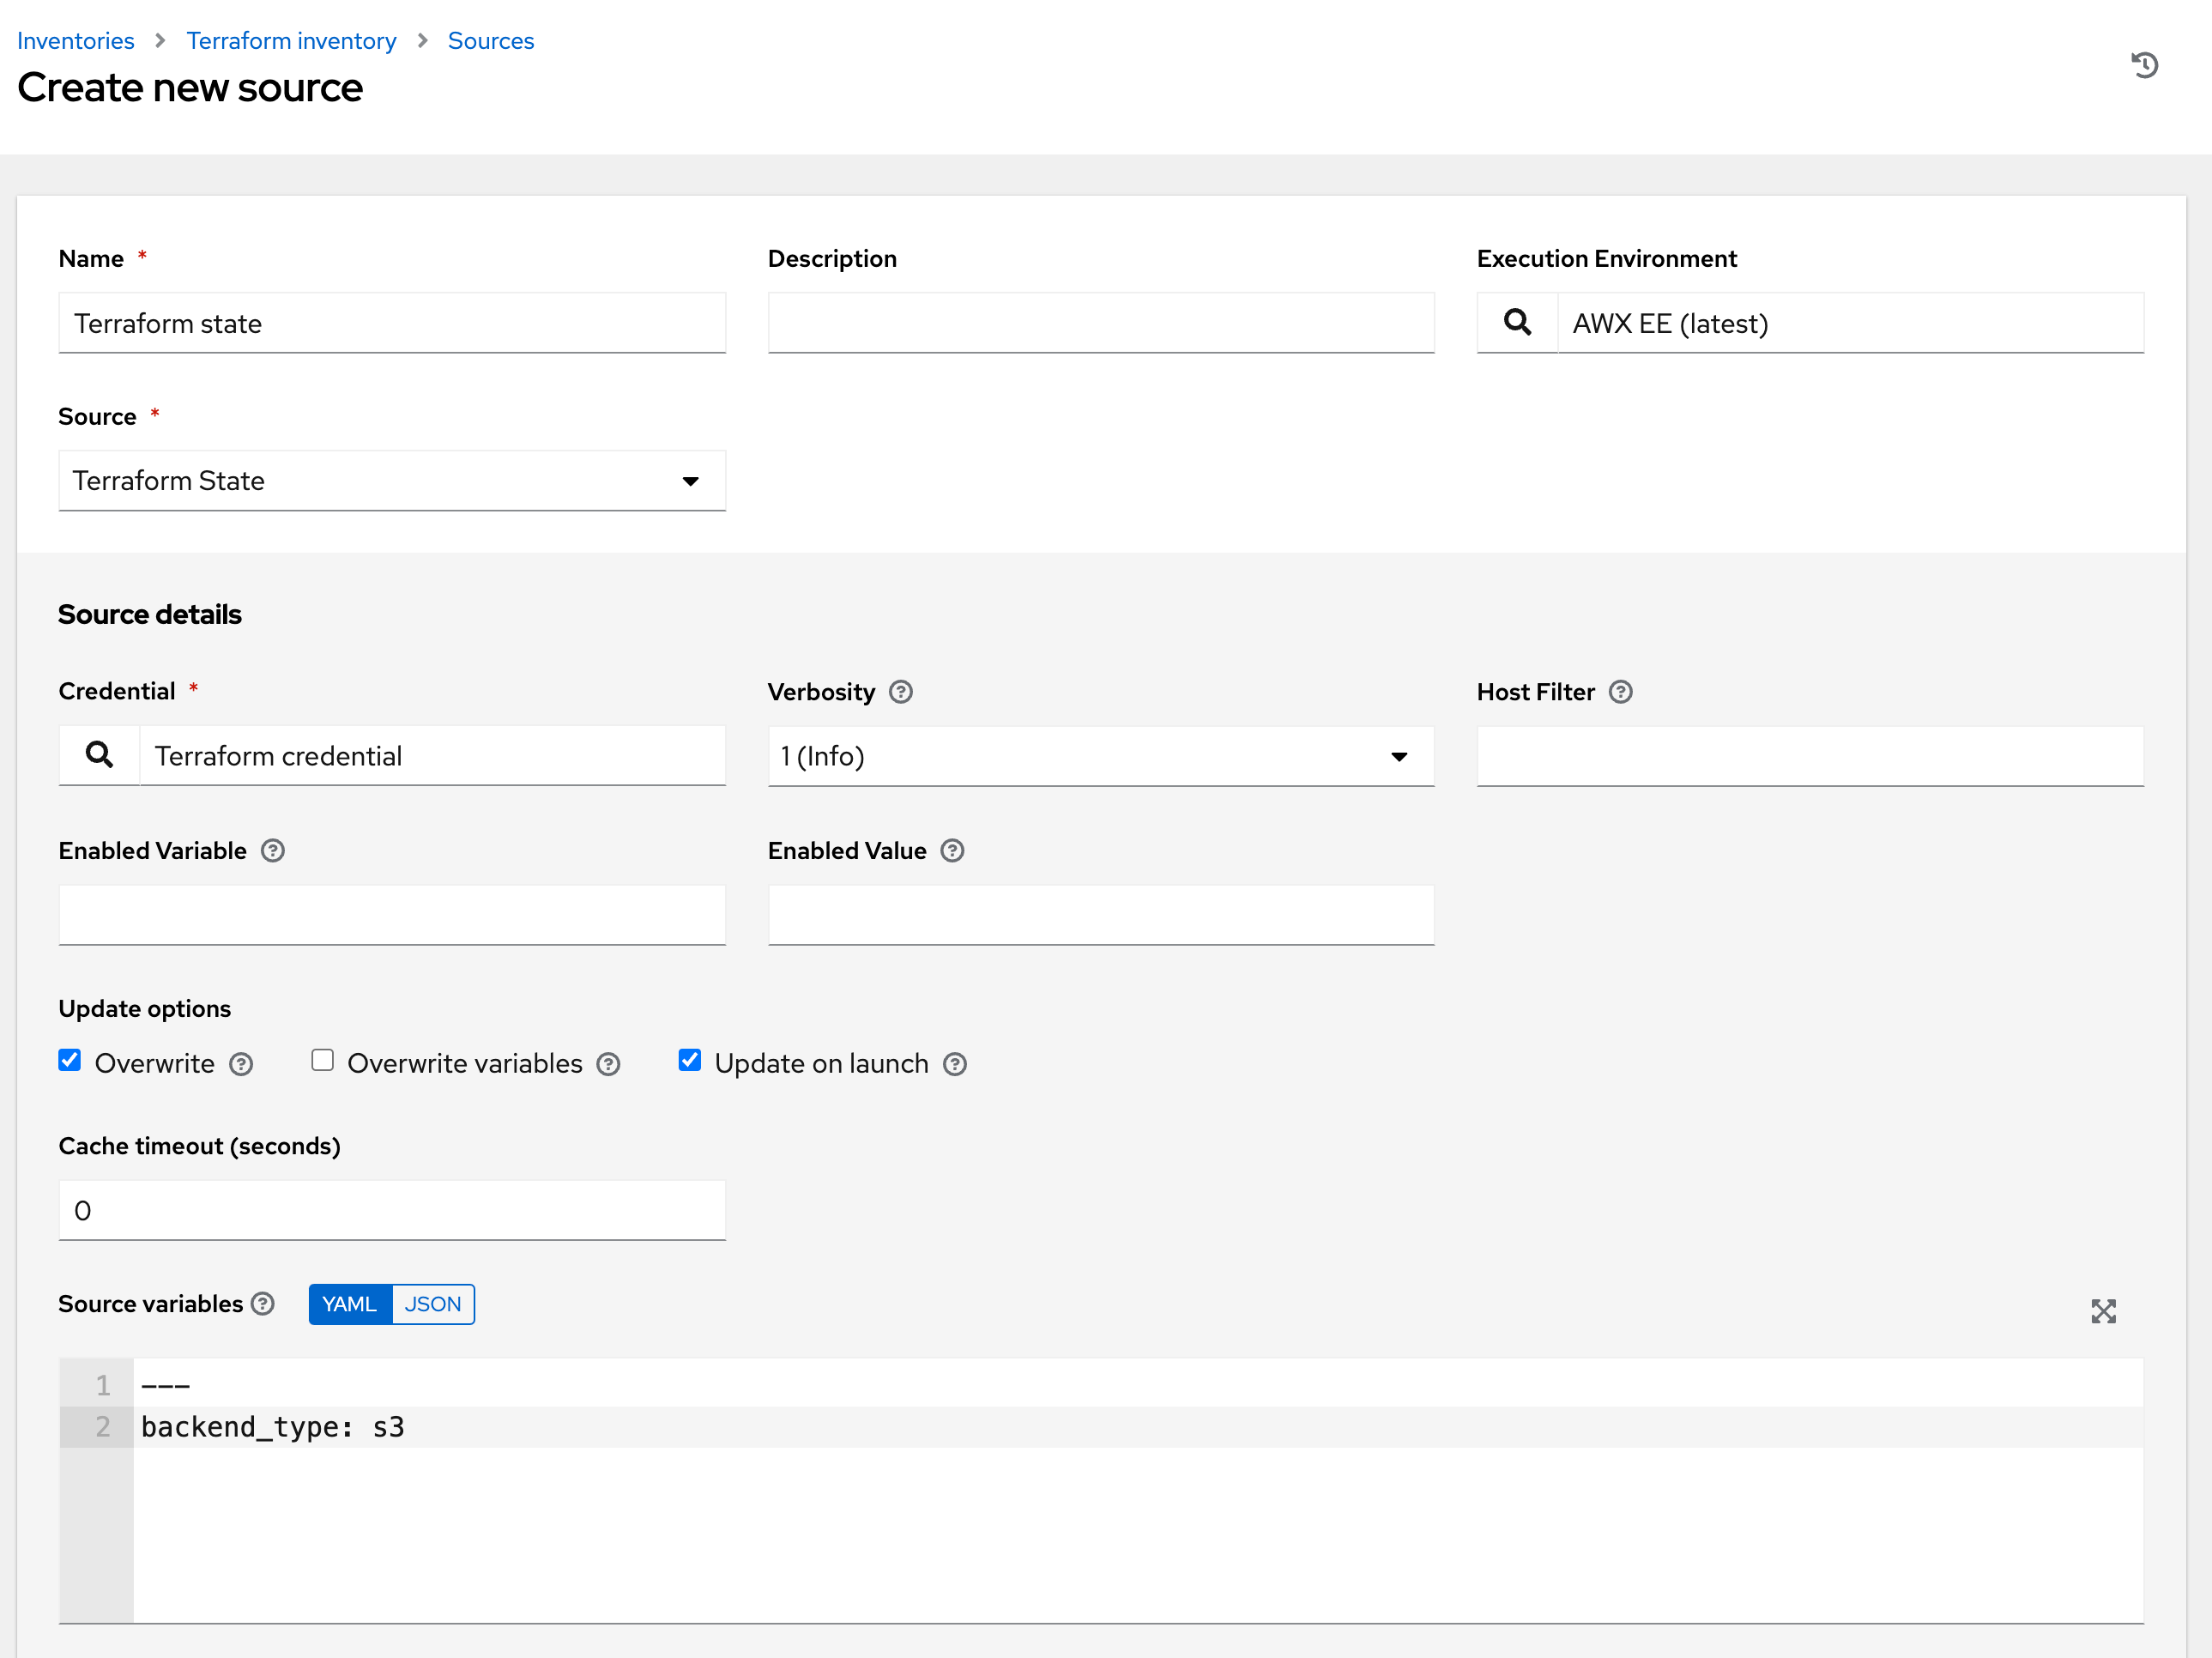 Inventories > Terraform inventory > Sources
Create new source
Name * Description Execution Environment
Terraform state AWX EE (latest)
Source *
Terraform State
Source details
Credential * Verbosity Host Filter
Terraform credential 1 (Info)
Enabled Variable Enabled Value
Update options
Overwrite Overwrite variables Update on launch
Cache timeout (seconds)
0
Source variables YAML JSON
1 ---
2 backend_type: s3